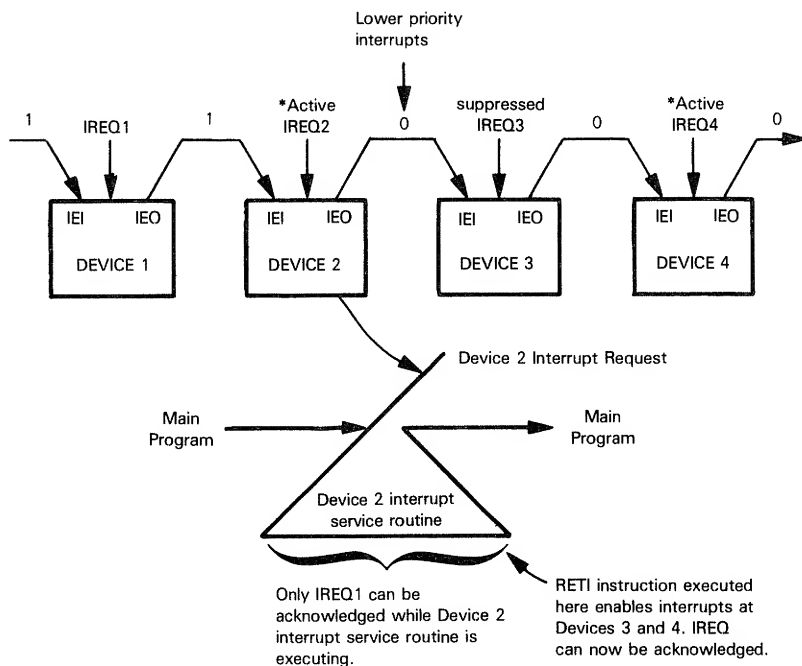 Lower priority
interrupts
1
IREQ1
1
*Active
IREQ2
0
suppressed
IREQ3
0
*Active
IREQ4
0
IEI IEO
DEVICE 1
IEI IEO
DEVICE 2
IEI IEO
DEVICE 3
IEI IEO
DEVICE 4
Device 2 Interrupt Request
Main
Program
Main
Program
Device 2 interrupt
service routine
Only IREQ1 can be
acknowledged while Device 2
interrupt service routine is
executing.
RETI instruction executed
here enables interrupts at
Devices 3 and 4. IREQ
can now be acknowledged.